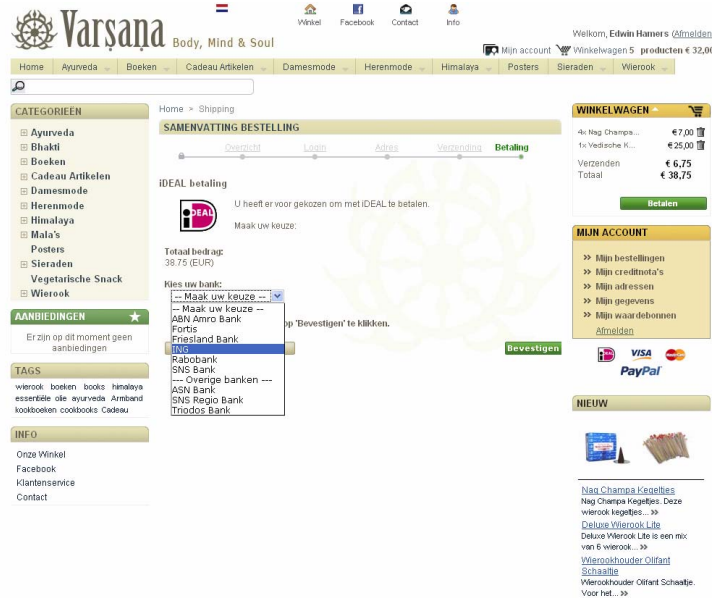 Winkel Facebook Contact Info
Varsana Body, Mind & Soul
Welkom, Edwin Hamers (Afmelden
Mijn account Winkelwagen 5 producten € 32,00
Home Ayurveda Boeken Cadeau Artikelen Damesmode Herenmode Himalaya Posters Sieraden Wierook
CATEGORIEËN
Ayurveda
Bhakti
Boeken
Cadeau Artikelen
Damesmode
Herenmode
Himalaya
Mala's
Posters
Sieraden
Vegetarische Snack
Wierook
AANBIEDINGEN
Er zijn op dit moment geen
aanbiedingen
TAGS
wierook boeken books himalaya
essentiële olie ayurveda Armband
kookboeken cookbooks Cadeau
INFO
Onze Winkel
Facebook
Klantenservice
Contact
Home > Shipping
SAMENVATTING BESTELLING
Overzicht Login Adres Verzending Betaling
iDEAL betaling
iDEAL
U heeft er voor gekozen om met iDEAL te betalen.
Maak uw keuze:
Totaal bedrag:
38.75 (EUR)
Kies uw bank:
-- Maak uw keuze --
-- Maak uw keuze --
ABN Amro Bank
Fortis
Friesland Bank
ING
Rabobank
SNS Bank
--- Overige banken ---
ASN Bank
SNS Regio Bank
Triodos Bank
op 'Bevestigen' te klikken.
Bevestigen
WINKELWAGEN
4x Nag Champa... € 7,00
1x Vedische K... € 25,00
Verzenden € 6,75
Totaal € 38,75
Betalen
MIJN ACCOUNT
Mijn bestellingen
Mijn creditnota's
Mijn adressen
Mijn gegevens
Mijn waardebonnen
Afmelden
iDEAL VISA MasterCard
PayPal
NIEUW
Nag Champa Kegeltjes
Nag Champa Kegeltjes. Deze
wierook kegeltjes... »
Deluxe Wierook Lite
Deluxe Wierook Lite is een mix
van 6 wierook... »
Wierookhouder Olifant
Schaaltje
Wierookhouder Olifant Schaaltje.
Voor het... »